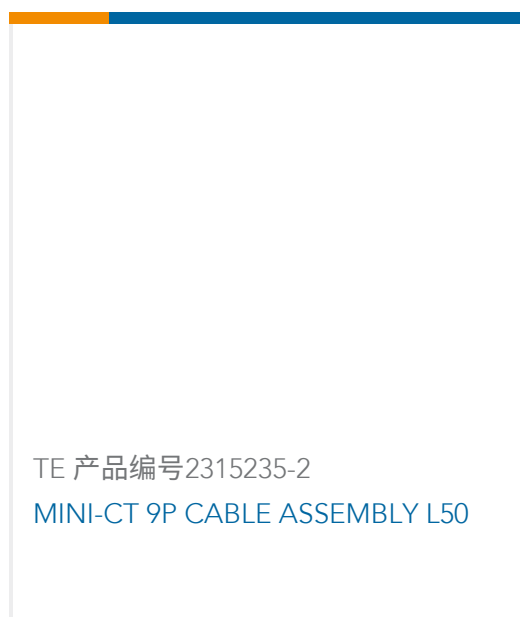 TE 产品编号2315235-2
MINI-CT 9P CABLE ASSEMBLY L50